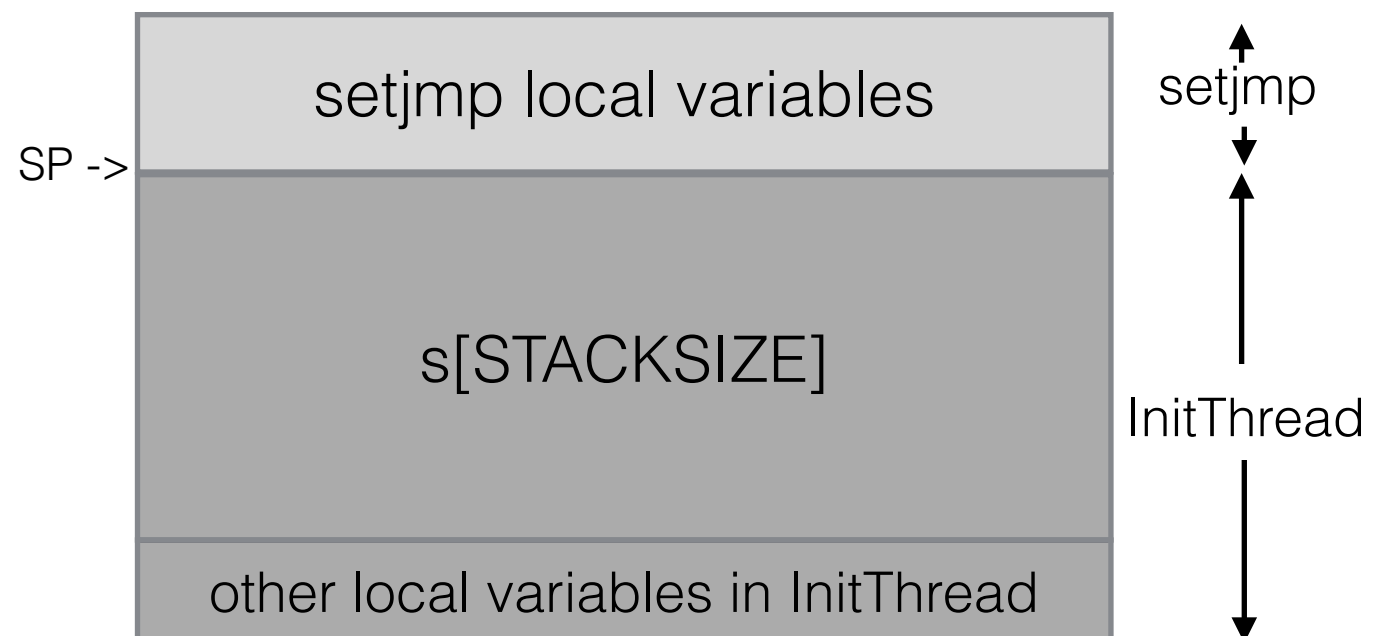 setjmp local variables
setjmp
SP ->
s[STACKSIZE]
InitThread
other local variables in InitThread